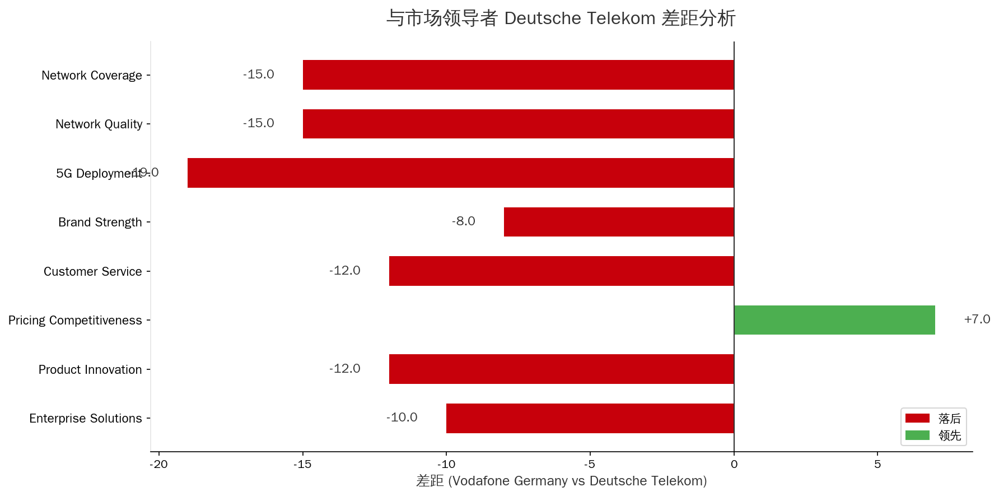 与市场领导者 Deutsche Telekom 差距分析
Network Coverage
-15.0
Network Quality
-15.0
5G Deployment
-19.0
Brand Strength
-8.0
Customer Service
-12.0
Pricing Competitiveness
+7.0
Product Innovation
-12.0
Enterprise Solutions
-10.0
落后
领先
-20 -15 -10 -5 0 5
差距 (Vodafone Germany vs Deutsche Telekom)